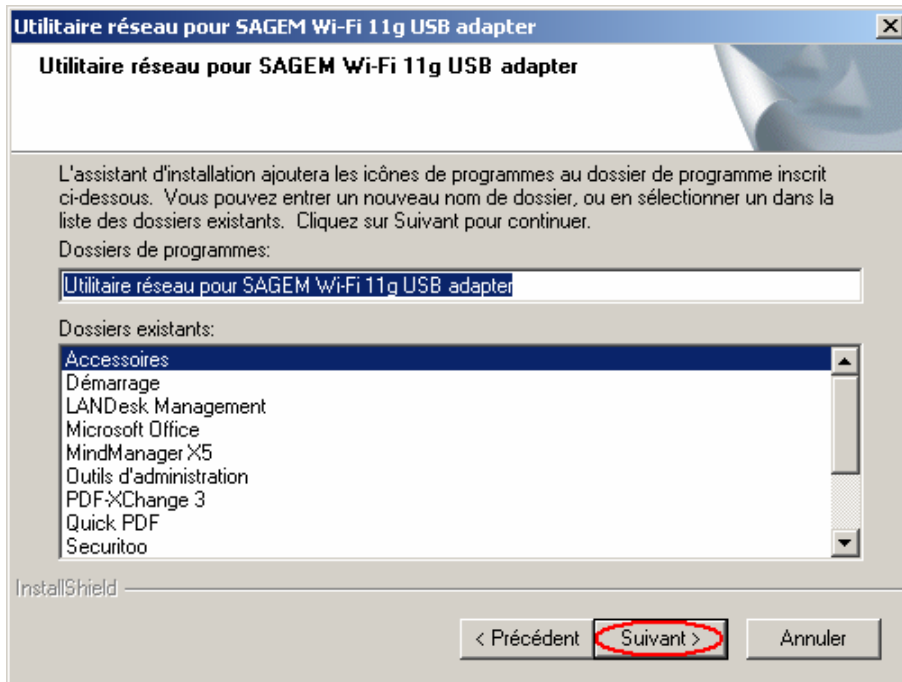 Utilitaire réseau pour SAGEM Wi-Fi 11g USB adapter
Utilitaire réseau pour SAGEM Wi-Fi 11g USB adapter
L'assistant d'installation ajoutera les icônes de programmes au dossier de programme inscrit
ci-dessous. Vous pouvez entrer un nouveau nom de dossier, ou en sélectionner un dans la
liste des dossiers existants. Cliquez sur Suivant pour continuer.
Dossiers de programmes:
Utilitaire réseau pour SAGEM Wi-Fi 11g USB adapter
Dossiers existants:
Accessoires
Démarrage
LANDesk Management
Microsoft Office
MindManager X5
Outils d'administration
PDF-XChange 3
Quick PDF
Securitoo
InstallShield
< Précédent Suivant > Annuler